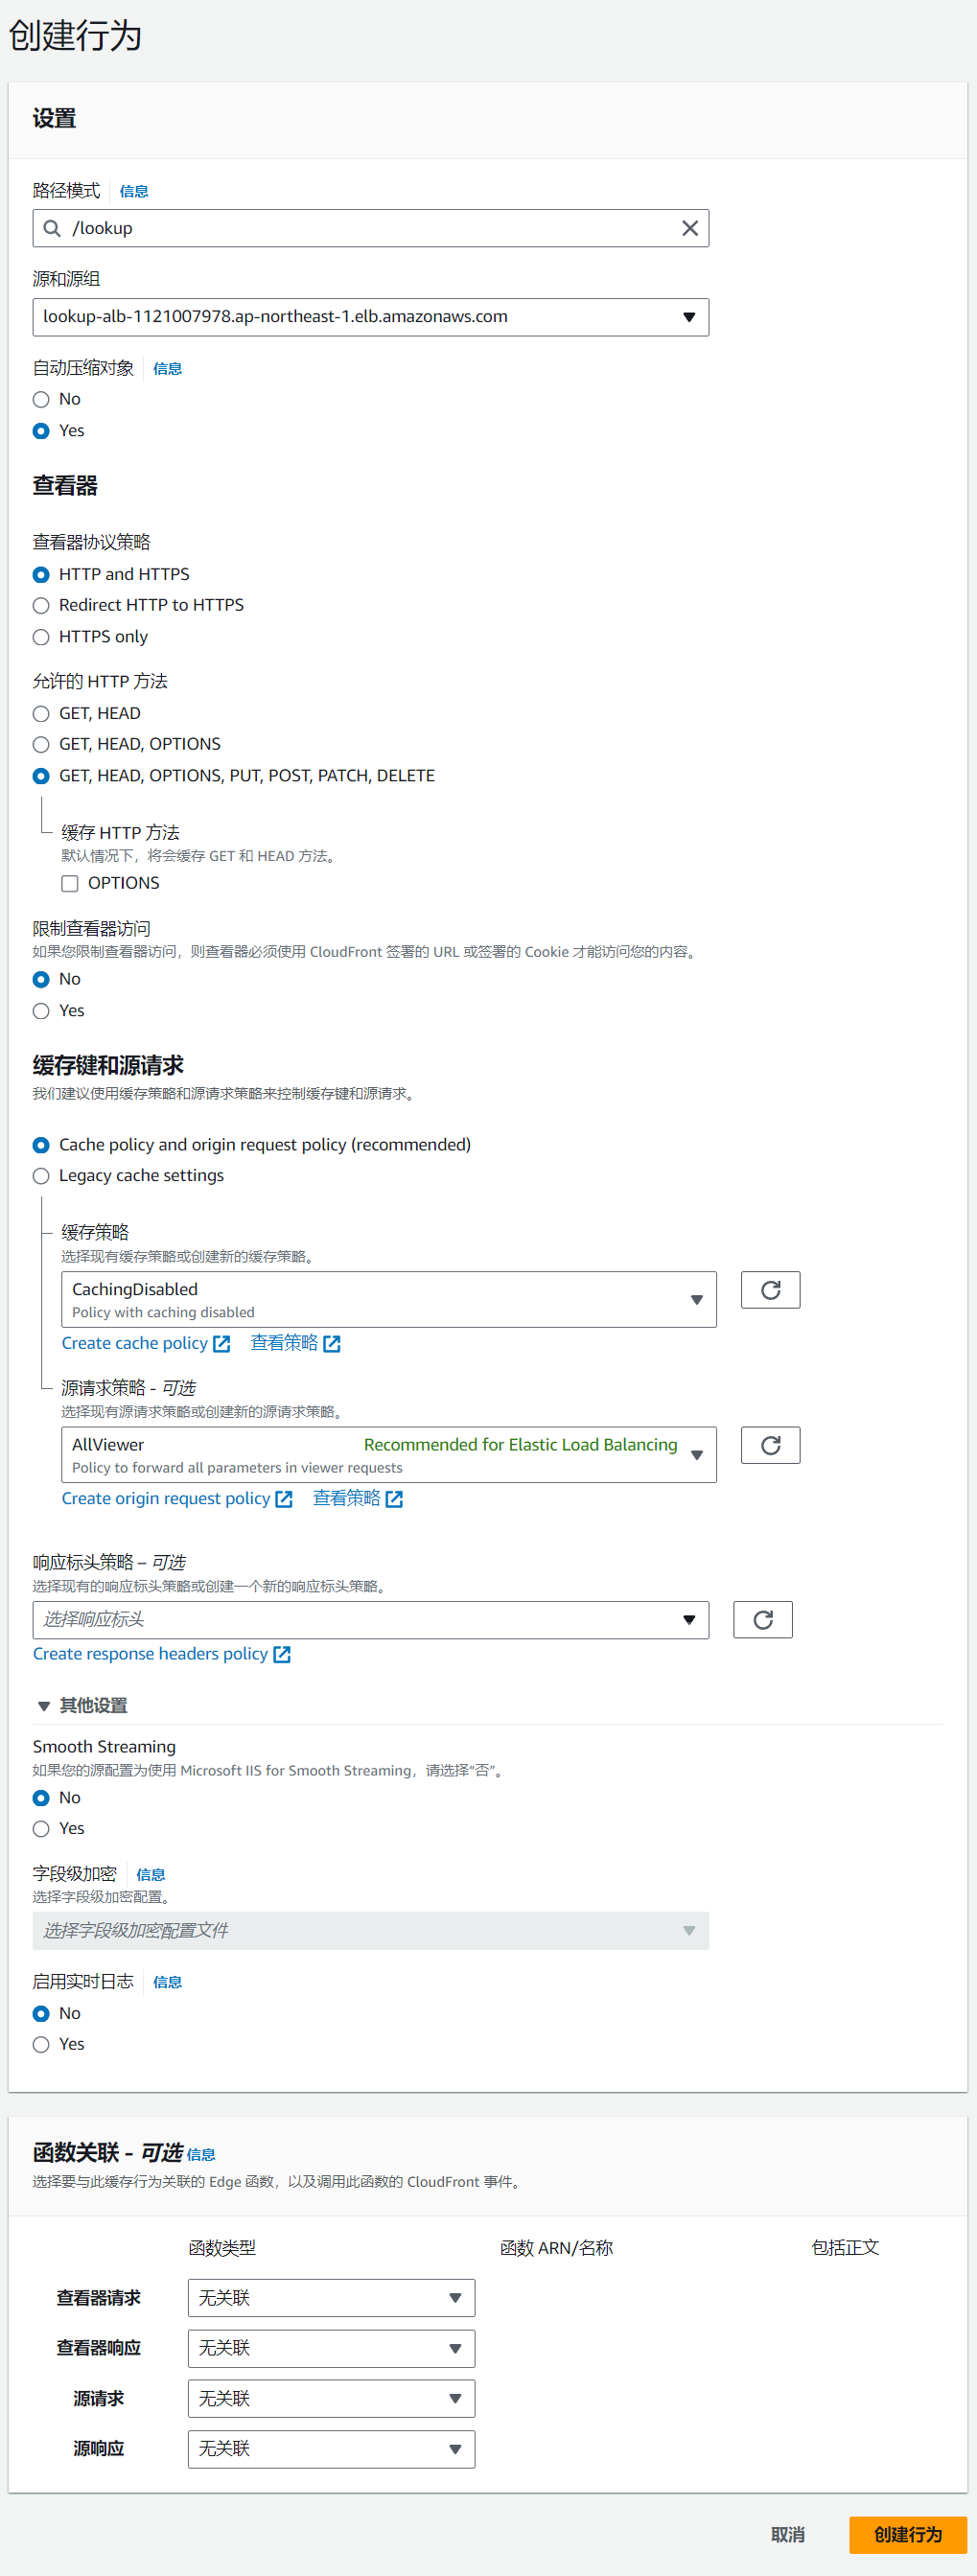 创建行为
设置
路径模式 信息
/lookup
源和源组
lookup-alb-1121007978.ap-northeast-1.elb.amazonaws.com
自动压缩对象 信息
No
Yes
查看器
查看器协议策略
HTTP and HTTPS
Redirect HTTP to HTTPS
HTTPS only
允许的 HTTP 方法
GET, HEAD
GET, HEAD, OPTIONS
GET, HEAD, OPTIONS, PUT, POST, PATCH, DELETE
缓存 HTTP 方法
默认情况下，将会缓存 GET 和 HEAD 方法。
OPTIONS
限制查看器访问
如果您限制查看器访问，则查看器必须使用 CloudFront 签署的 URL 或签署的 Cookie 才能访问您的内容。
No
Yes
缓存键和源请求
我们建议使用缓存策略和源请求策略来控制缓存键和源请求。
Cache policy and origin request policy (recommended)
Legacy cache settings
缓存策略
选择现有缓存策略或创建新的缓存策略。
CachingDisabled
Policy with caching disabled
Create cache policy 查看策略
源请求策略 - 可选
选择现有源请求策略或创建新的源请求策略。
AllViewer Recommended for Elastic Load Balancing
Policy to forward all parameters in viewer requests
Create origin request policy 查看策略
响应标头策略 – 可选
选择现有的响应标头策略或创建一个新的响应标头策略。
选择响应标头
Create response headers policy
其他设置
Smooth Streaming
如果您的源配置为使用 Microsoft IIS for Smooth Streaming，请选择“否”。
No
Yes
字段级加密 信息
选择字段级加密配置。
选择字段级加密配置文件
启用实时日志 信息
No
Yes
函数关联 - 可选 信息
选择要与此缓存行为关联的 Edge 函数，以及调用此函数的 CloudFront 事件。
函数类型 函数 ARN/名称 包括正文
查看器请求 无关联
查看器响应 无关联
源请求 无关联
源响应 无关联
取消 创建行为